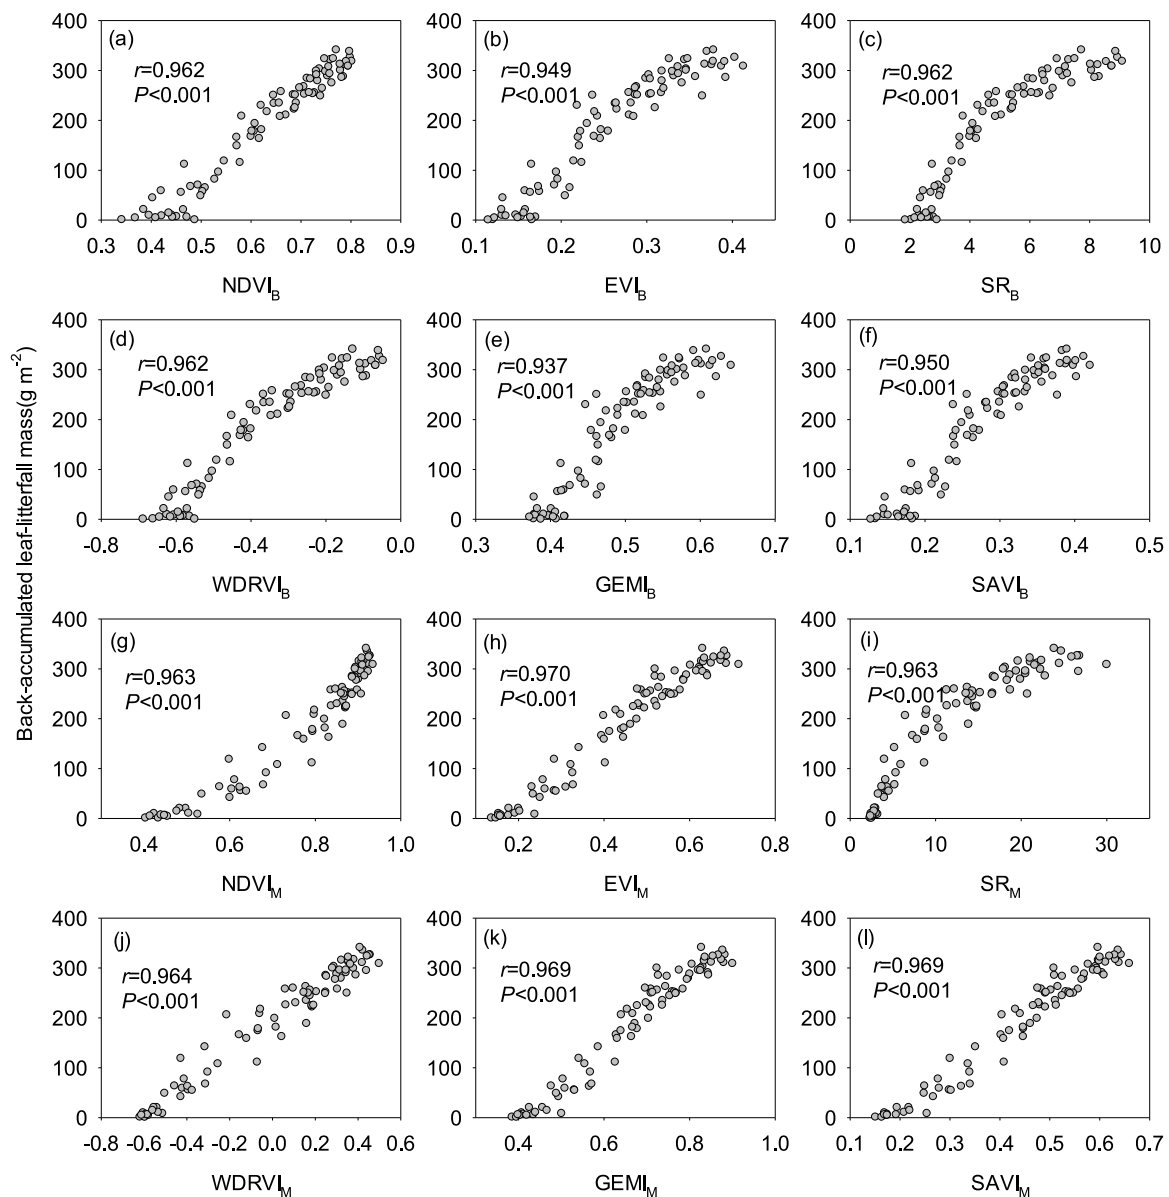 Back-accumulated leaf-litterfall mass(g m⁻²)
(a)
r=0.962
P<0.001
400
300
200
100
0
0.3 0.4 0.5 0.6 0.7 0.8 0.9
NDVI_B
(b)
r=0.949
P<0.001
400
300
200
100
0
0.1 0.2 0.3 0.4
EVI_B
(c)
r=0.962
P<0.001
400
300
200
100
0
0 2 4 6 8 10
SR_B
(d)
r=0.962
P<0.001
400
300
200
100
0
-0.8 -0.6 -0.4 -0.2 0.0
WDRVI_B
(e)
r=0.937
P<0.001
400
300
200
100
0
0.3 0.4 0.5 0.6 0.7
GEMI_B
(f)
r=0.950
P<0.001
400
300
200
100
0
0.1 0.2 0.3 0.4 0.5
SAVI_B
(g)
r=0.963
P<0.001
400
300
200
100
0
0.4 0.6 0.8 1.0
NDVI_M
(h)
r=0.970
P<0.001
400
300
200
100
0
0.2 0.4 0.6 0.8
EVI_M
(i)
r=0.963
P<0.001
400
300
200
100
0
0 10 20 30
SR_M
(j)
r=0.964
P<0.001
400
300
200
100
0
-0.8 -0.6 -0.4 -0.2 0.0 0.2 0.4 0.6
WDRVI_M
(k)
r=0.969
P<0.001
400
300
200
100
0
0.4 0.6 0.8 1.0
GEMI_M
(l)
r=0.969
P<0.001
400
300
200
100
0
0.1 0.2 0.3 0.4 0.5 0.6 0.7
SAVI_M